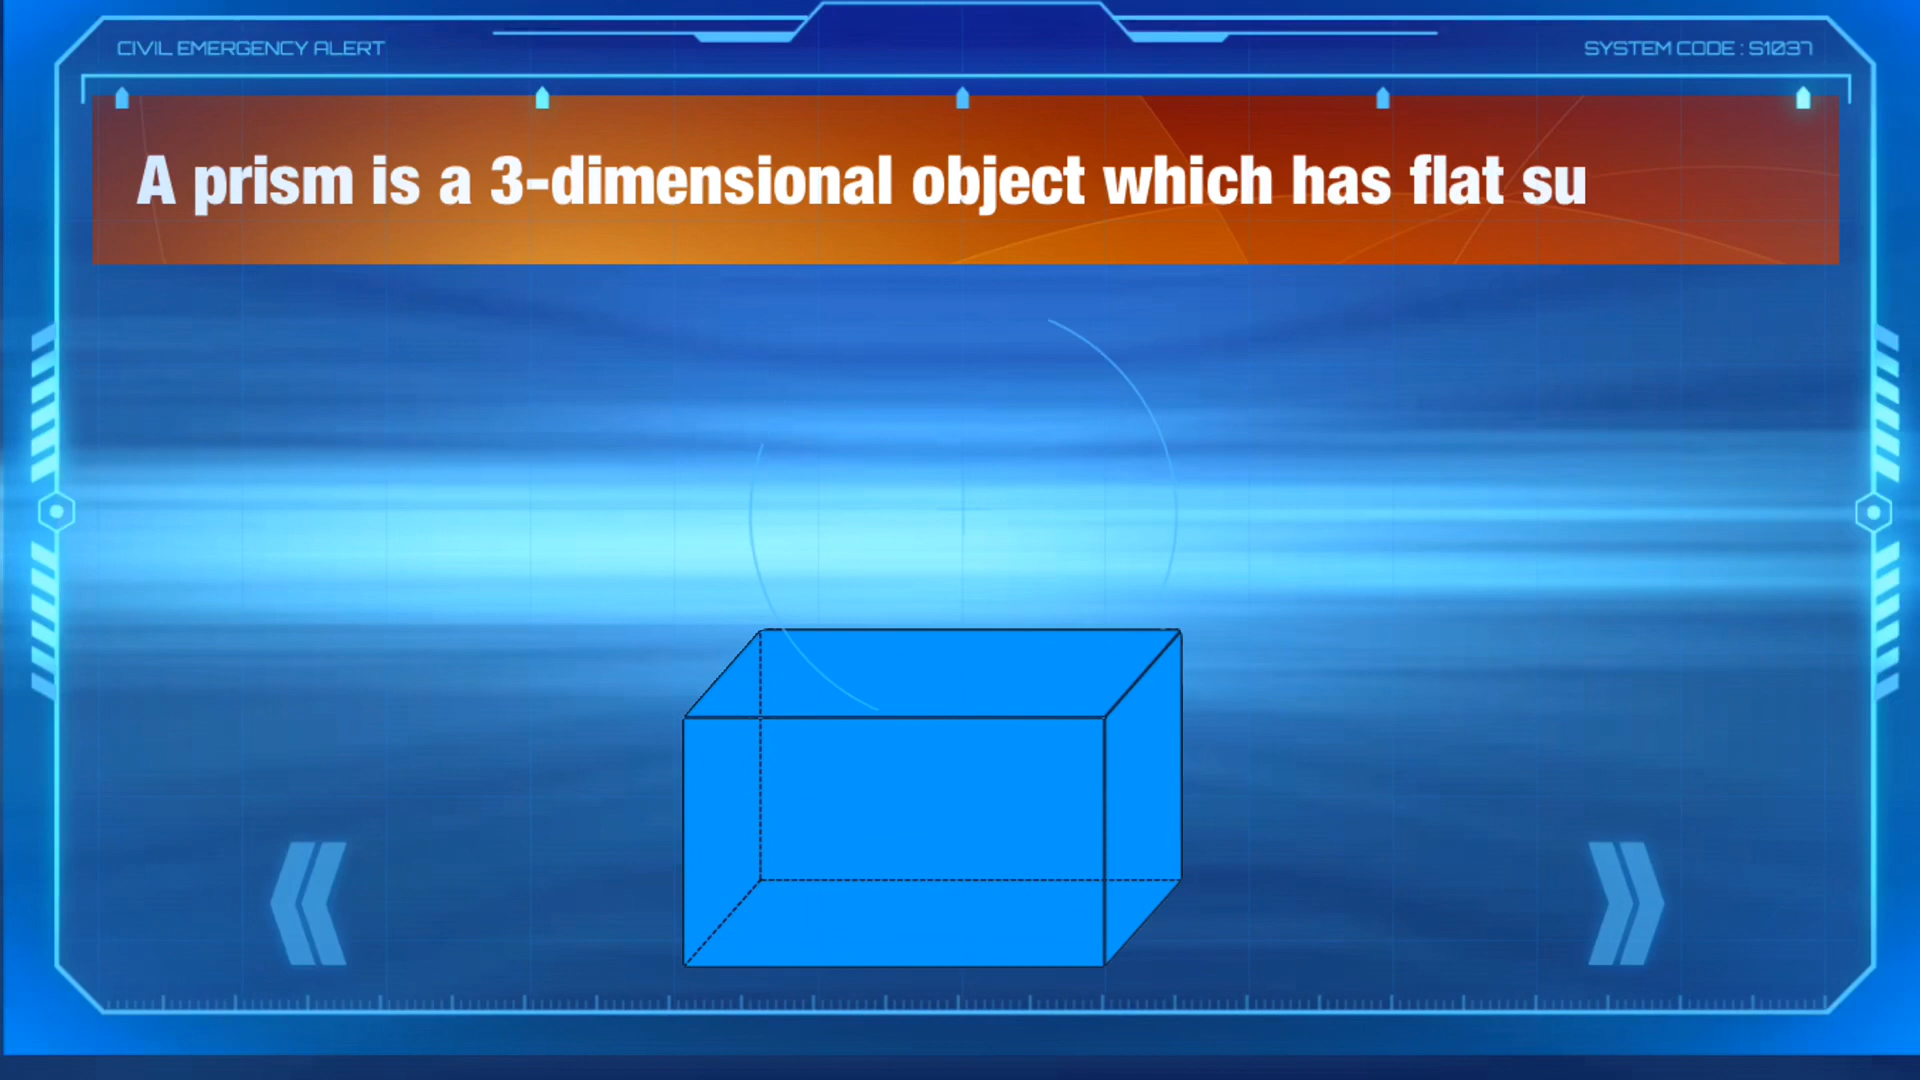 CIVIL EMERGENCY ALERT
SYSTEM CODE : S1037
A prism is a 3-dimensional object which has flat su